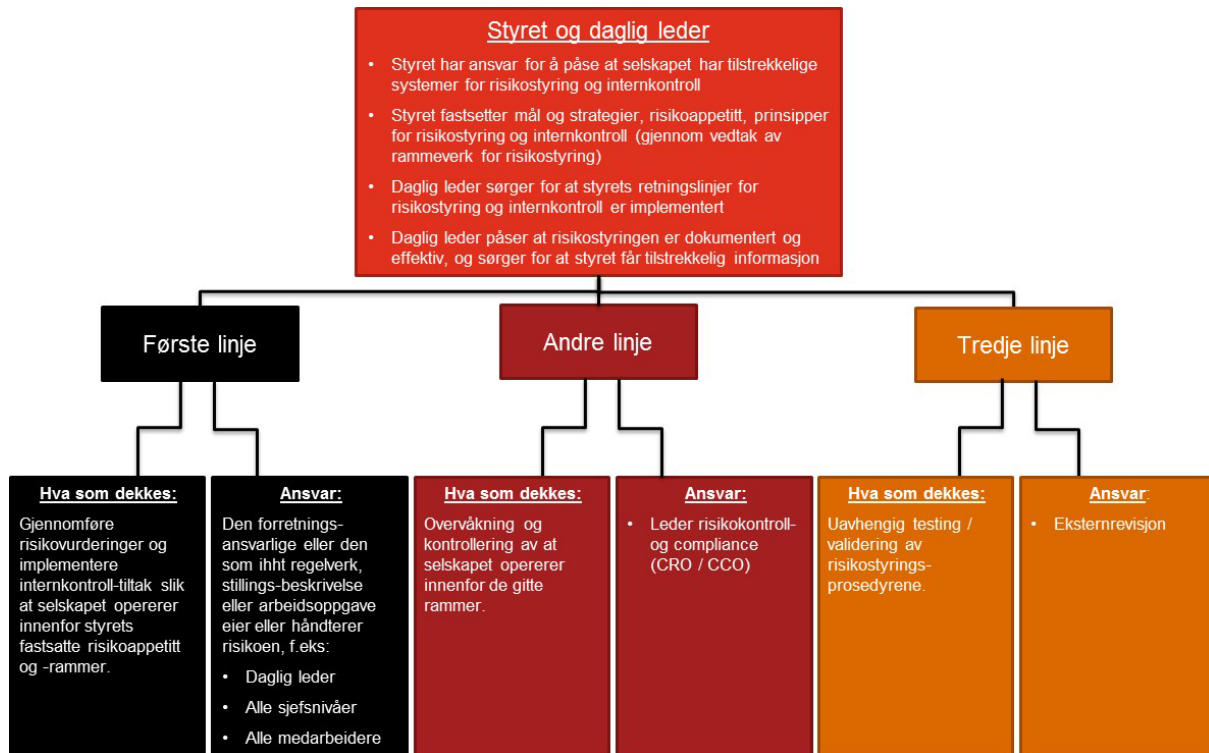 Styret og daglig leder
• Styret har ansvar for å påse at selskapet har tilstrekkelige
systemer for risikostyring og internkontroll
• Styret fastsetter mål og strategier, risikoappetitt, prinsipper
for risikostyring og internkontroll (gjennom vedtak av
rammeverk for risikostyring)
• Daglig leder sørger for at styrets retningslinjer for
risikostyring og internkontroll er implementert
• Daglig leder påser at risikostyringen er dokumentert og
effektiv, og sørger for at styret får tilstrekkelig informasjon
Første linje
Andre linje
Tredje linje
Hva som dekkes:
Gjennomføre
risikovurderinger og
implementere
internkontroll-tiltak slik
at selskapet opererer
innenfor styrets
fastsatte risikoappetitt
og -rammer.
Ansvar:
Den forretnings-
ansvarlige eller den
som ihht regelverk,
stillings-beskrivelse
eller arbeidsoppgave
eier eller håndterer
risikoen, f.eks:
• Daglig leder
• Alle sjefsnivåer
• Alle medarbeidere
Hva som dekkes:
Overvåkning og
kontrollering av at
selskapet opererer
innenfor de gitte
rammer.
Ansvar:
• Leder risikokontroll-
og compliance
(CRO / CCO)
Hva som dekkes:
Uavhengig testing /
validering av
risikostyrings-
prosedyrene.
Ansvar:
• Eksternrevisjon